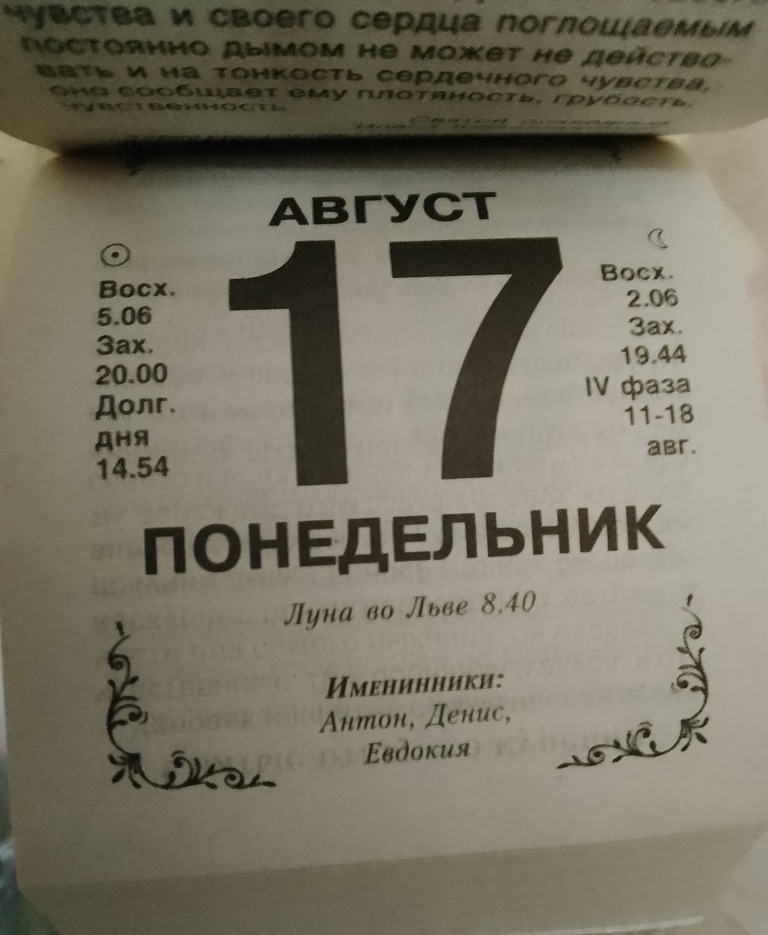 чувства и своего сердца поглощаемым
постоянно дымом не может не действо-
вать и на тонкость сердечного чувства,
оно сообщает ему плотяность, грубость,
чувственность.
АВГУСТ
17
Восх.
5.06
Зах.
20.00
Долг.
дня
14.54
Восх.
2.06
Зах.
19.44
IV фаза
11-18
авг.
ПОНЕДЕЛЬНИК
Луна во Льве 8.40
Именинники:
Антон, Денис,
Евдокия